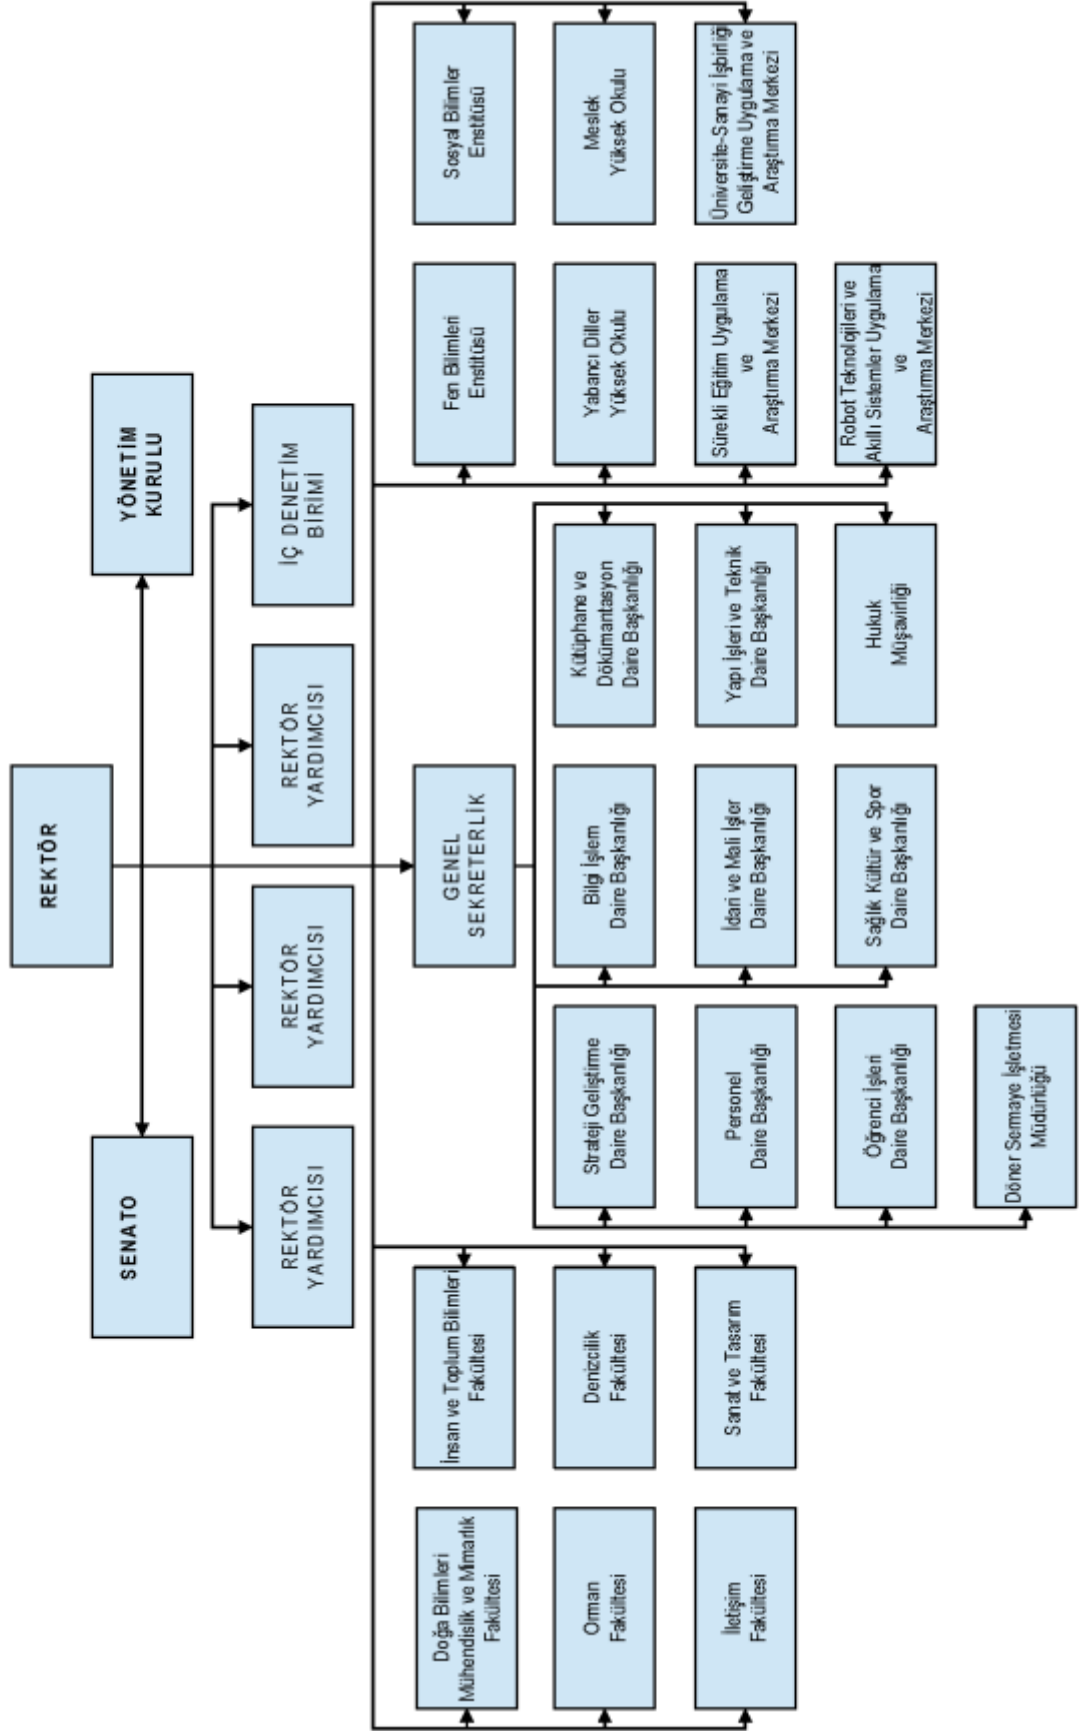 REKTÖR
SENATO
YÖNETİM
KURULU
REKTÖR
YARDIMCISI
REKTÖR
YARDIMCISI
REKTÖR
YARDIMCISI
İÇ DENETİM
BİRİMİ
Doğa Bilimleri
Mühendislik ve Mimarlık
Fakültesi
İnsan ve Toplum Bilimleri
Fakültesi
GENEL
SEKRETERLİK
Fen Bilimleri
Enstitüsü
Sosyal Bilimler
Enstitüsü
Orman
Fakültesi
Denizcilik
Fakültesi
Strateji Geliştirme
Daire Başkanlığı
Bilgi İşlem
Daire Başkanlığı
Kütüphane ve
Dökümantasyon
Daire Başkanlığı
Yabancı Diller
Yüksek Okulu
Meslek
Yüksek Okulu
İletişim
Fakültesi
Sanat ve Tasarım
Fakültesi
Personel
Daire Başkanlığı
İdari ve Mali İşler
Daire Başkanlığı
Yapı İşleri ve Teknik
Daire Başkanlığı
Sürekli Eğitim Uygulama
ve
Araştırma Merkezi
Üniversite-Sanayi İşbirliği
Geliştirme Uygulama ve
Araştırma Merkezi
Öğrenci İşleri
Daire Başkanlığı
Sağlık Kültür ve Spor
Daire Başkanlığı
Hukuk
Müşavirliği
Robot Teknolojileri ve
Akıllı Sistemler Uygulama
ve
Araştırma Merkezi
Döner Sermaye İşletmesi
Müdürlüğü